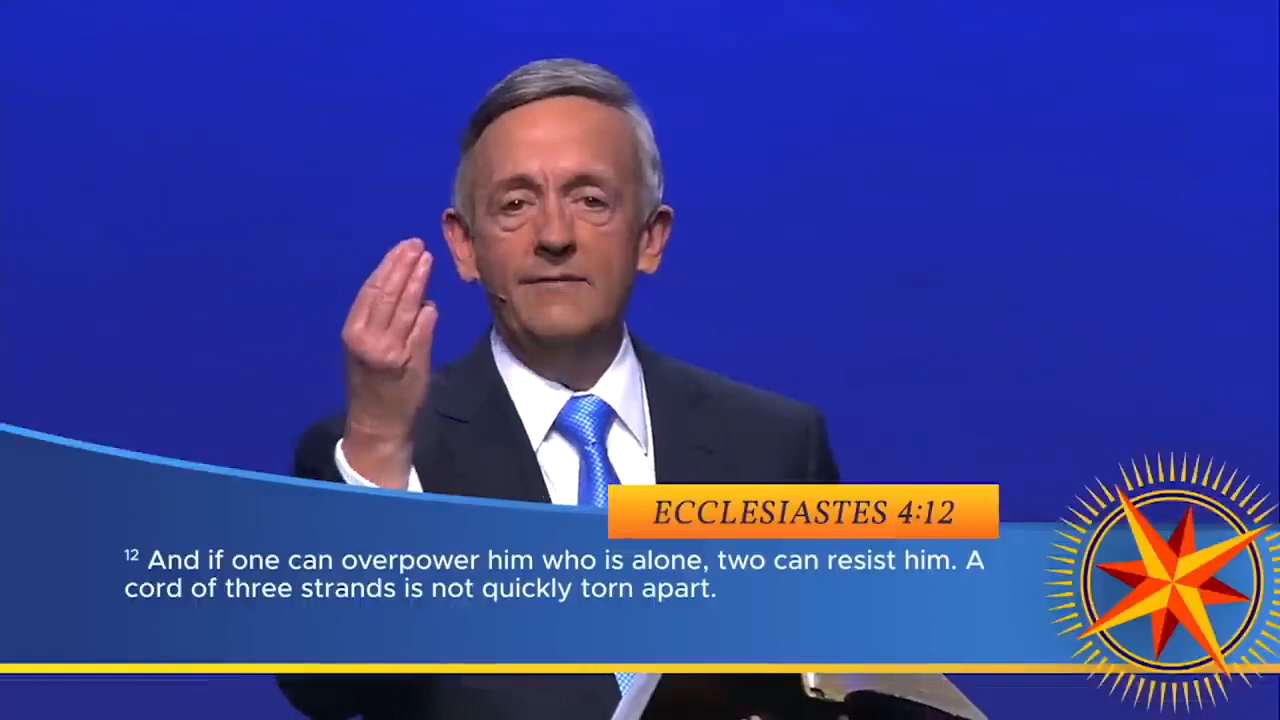 ECCLESIASTES 4:12
¹² And if one can overpower him who is alone, two can resist him. A
cord of three strands is not quickly torn apart.